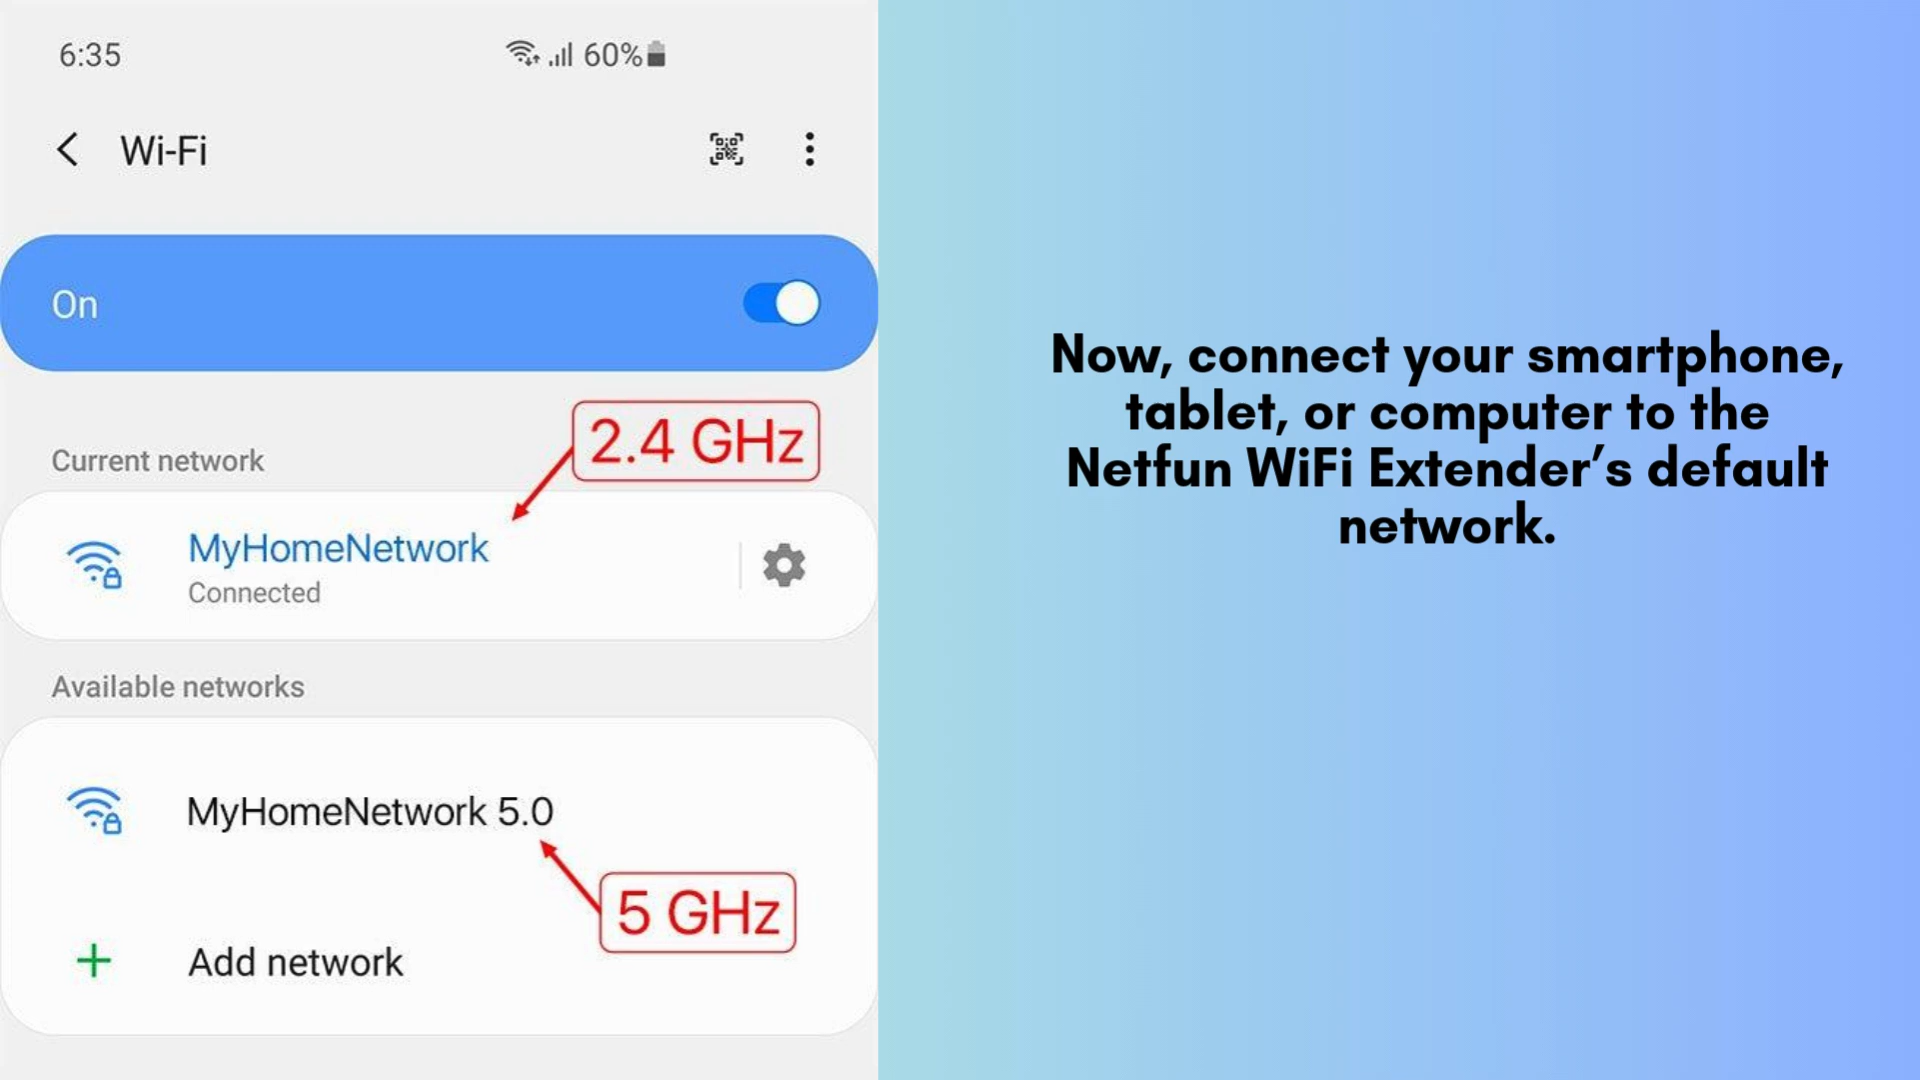 6:35
60%
Wi-Fi
On
2.4 GHz
Current network
MyHomeNetwork
Connected
Available networks
MyHomeNetwork 5.0
5 GHz
Add network
Now, connect your smartphone,
tablet, or computer to the
Netfun WiFi Extender’s default
network.